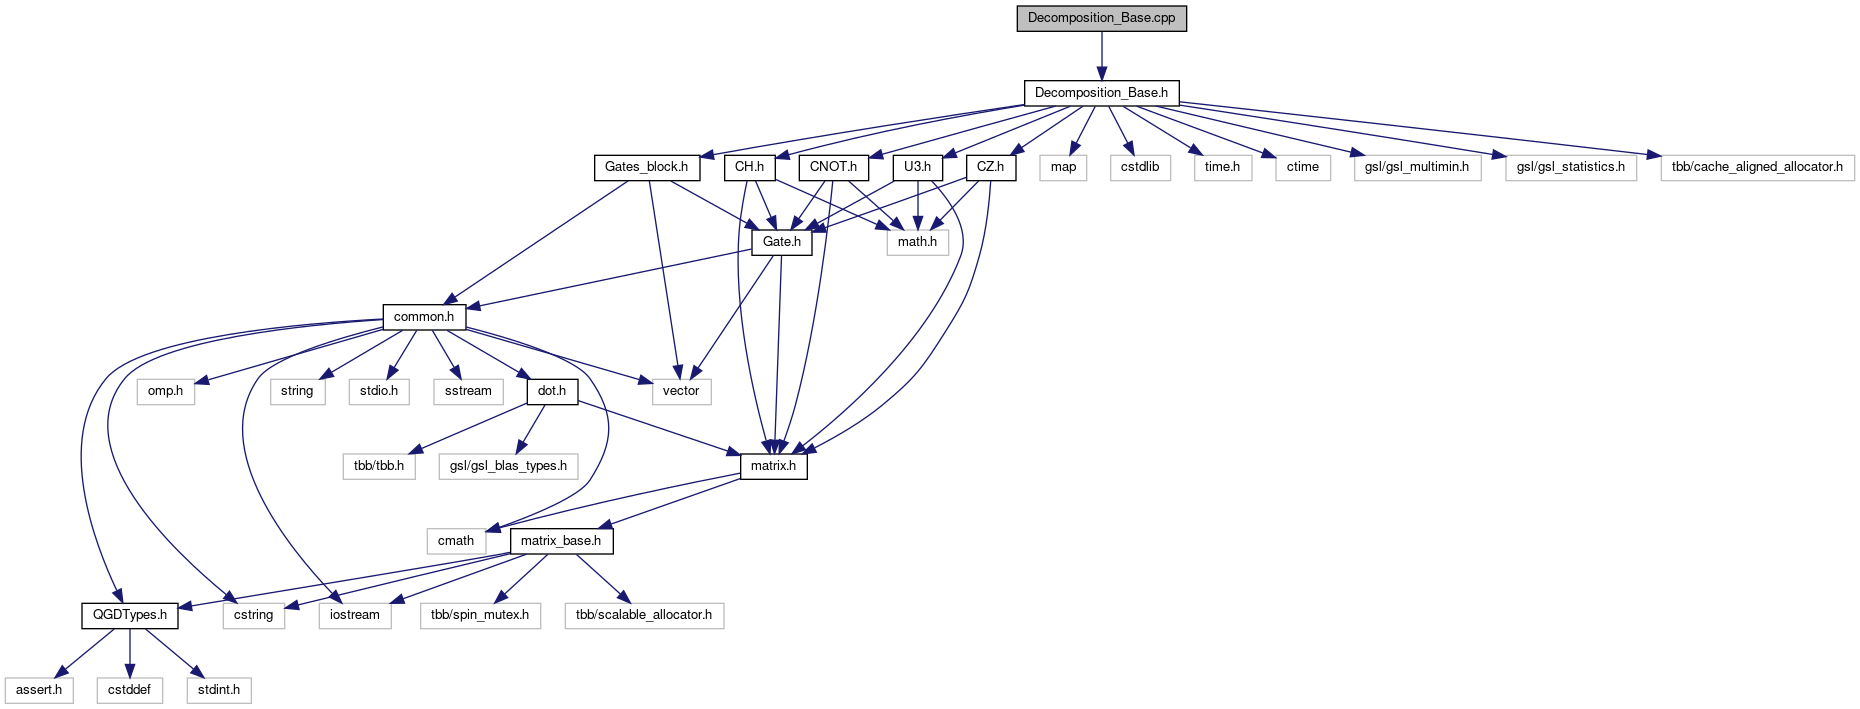 Decomposition_Base.cpp
Decomposition_Base.h
Gates_block.h
CH.h
CNOT.h
U3.h
CZ.h
map
cstdlib
time.h
ctime
gsl/gsl_multimin.h
gsl/gsl_statistics.h
tbb/cache_aligned_allocator.h
Gate.h
math.h
common.h
omp.h
string
stdio.h
sstream
dot.h
vector
tbb/tbb.h
gsl/gsl_blas_types.h
matrix.h
cmath
matrix_base.h
QGDTypes.h
cstring
iostream
tbb/spin_mutex.h
tbb/scalable_allocator.h
assert.h
cstddef
stdint.h